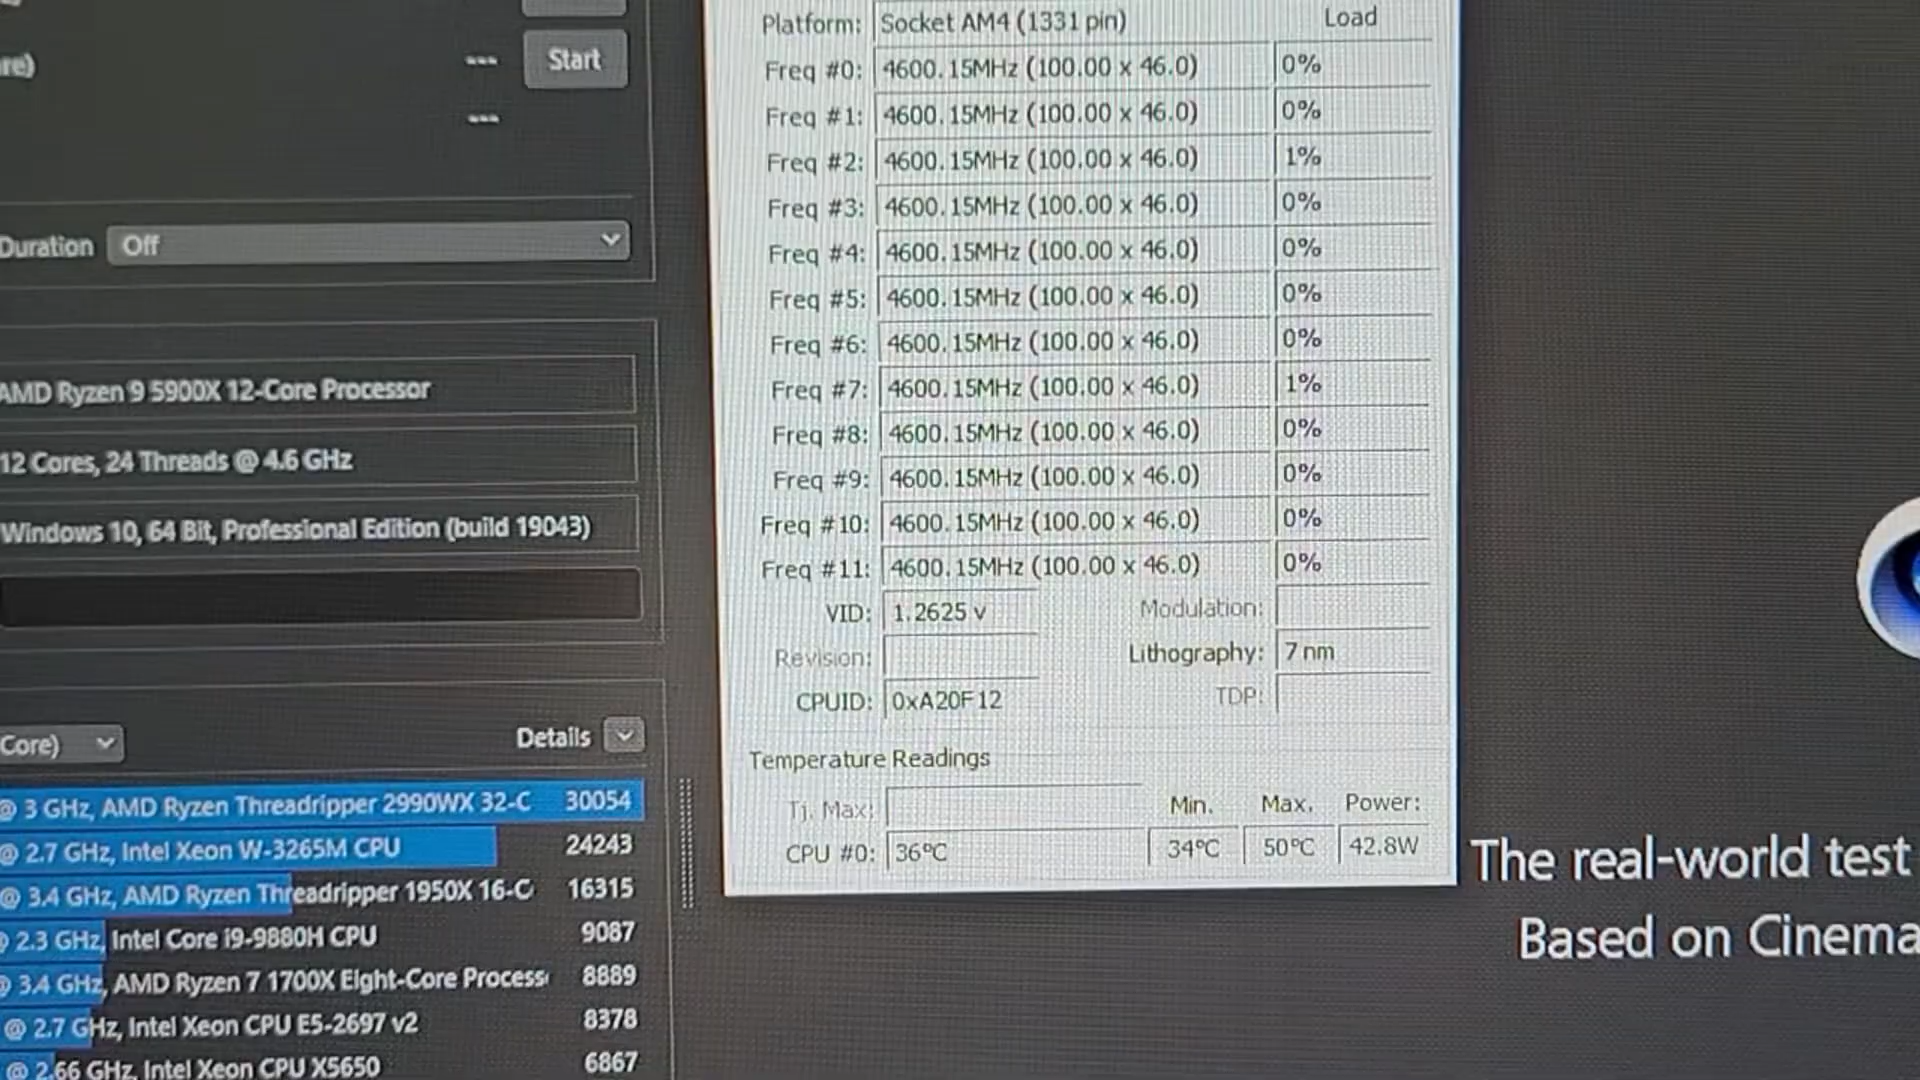 re)
---
Start
---
Duration
Off
AMD Ryzen 9 5900X 12-Core Processor
12 Cores, 24 Threads @ 4.6 GHz
Windows 10, 64 Bit, Professional Edition (build 19043)
Core)
Details
@ 3 GHz, AMD Ryzen Threadripper 2990WX 32-C 30054
@ 2.7 GHz, Intel Xeon W-3265M CPU 24243
@ 3.4 GHz, AMD Ryzen Threadripper 1950X 16-C 16315
@ 2.3 GHz, Intel Core i9-9880H CPU 9087
@ 3.4 GHz, AMD Ryzen 7 1700X Eight-Core Process 8889
@ 2.7 GHz, Intel Xeon CPU E5-2697 v2 8378
@ 2.66 GHz, Intel Xeon CPU X5650 6867
Platform: Socket AM4 (1331 pin) Load
Freq #0: 4600.15MHz (100.00 x 46.0) 0%
Freq #1: 4600.15MHz (100.00 x 46.0) 0%
Freq #2: 4600.15MHz (100.00 x 46.0) 1%
Freq #3: 4600.15MHz (100.00 x 46.0) 0%
Freq #4: 4600.15MHz (100.00 x 46.0) 0%
Freq #5: 4600.15MHz (100.00 x 46.0) 0%
Freq #6: 4600.15MHz (100.00 x 46.0) 0%
Freq #7: 4600.15MHz (100.00 x 46.0) 1%
Freq #8: 4600.15MHz (100.00 x 46.0) 0%
Freq #9: 4600.15MHz (100.00 x 46.0) 0%
Freq #10: 4600.15MHz (100.00 x 46.0) 0%
Freq #11: 4600.15MHz (100.00 x 46.0) 0%
VID: 1.2625 v Modulation:
Revision: Lithography: 7 nm
CPUID: 0xA20F12 TDP:
Temperature Readings
Tj. Max: Min. Max. Power:
CPU #0: 36°C 34°C 50°C 42.8W
The real-world test
Based on Cinema